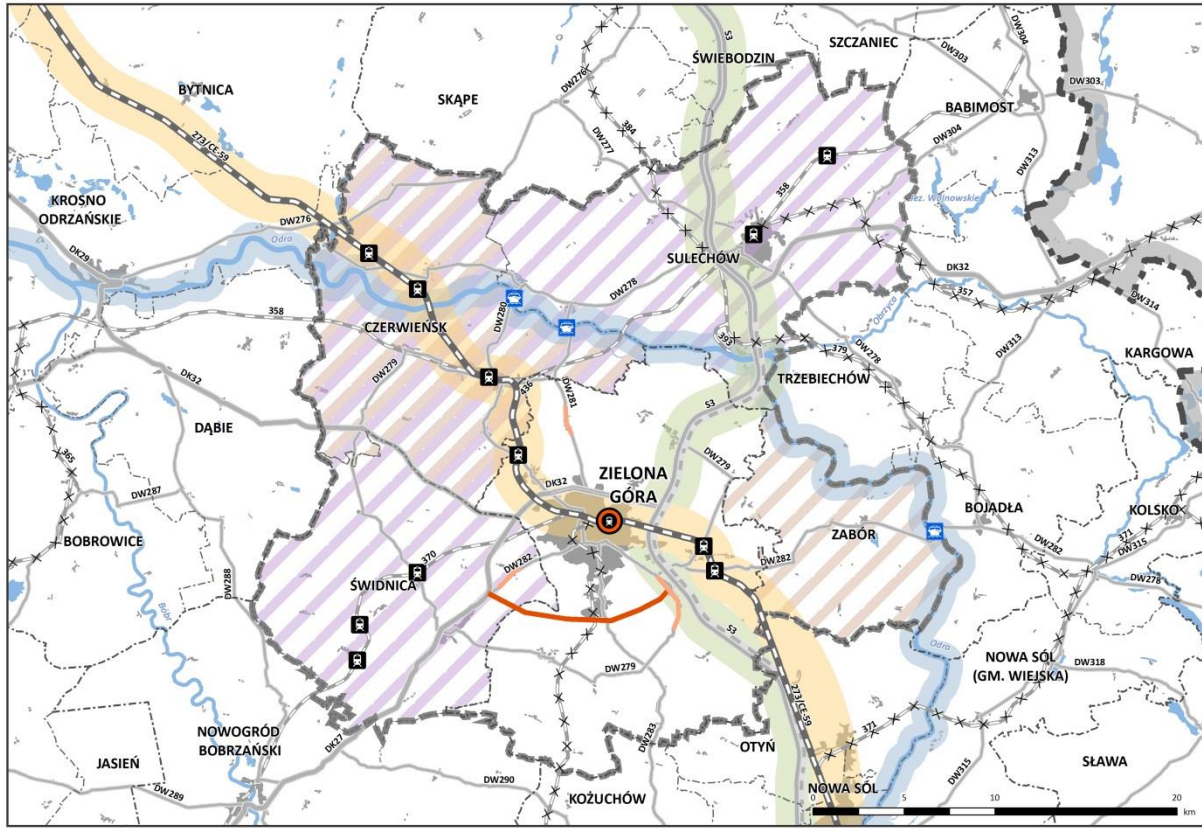 SZCZANIEC
DW304
DW304
DW303
S3
ŚWIEBODZIN
DW303
BYTNICA
SKĄPE
DW276
BABIMOST
384
DW277
DW304
DW313
358
273/CE-59
KROSNO
ODRZAŃSKIE
DW276
Jez. Wojnowskie
Odra
SULECHÓW
DK29
DK32
DW278
357
DW314
358
DW280
Obrzyca
CZERWIEŃSK
393
379
DW278
DW313
KARGOWA
DW279
TRZEBIECHÓW
436
DK32
DW281
S3
DĄBIE
365
DW279
ZIELONA
GÓRA
DK32
DW287
BOJADŁA
KOLSKO
BOBROWICE
ZABÓR
371
DW315
370
DW282
DW282
DW282
DW288
ŚWIDNICA
DW278
Bóbr
S3
Odra
NOWA SÓL
(GM. WIEJSKA)
DW279
DW318
273/CE-59
NOWOGRÓD
BOBRZAŃSKI
371
DW283
OTYŃ
DK27
JASIEŃ
SŁAWA
DW315
DW290
DW289
KOŻUCHÓW
NOWA SÓL
0 5 10 20
km